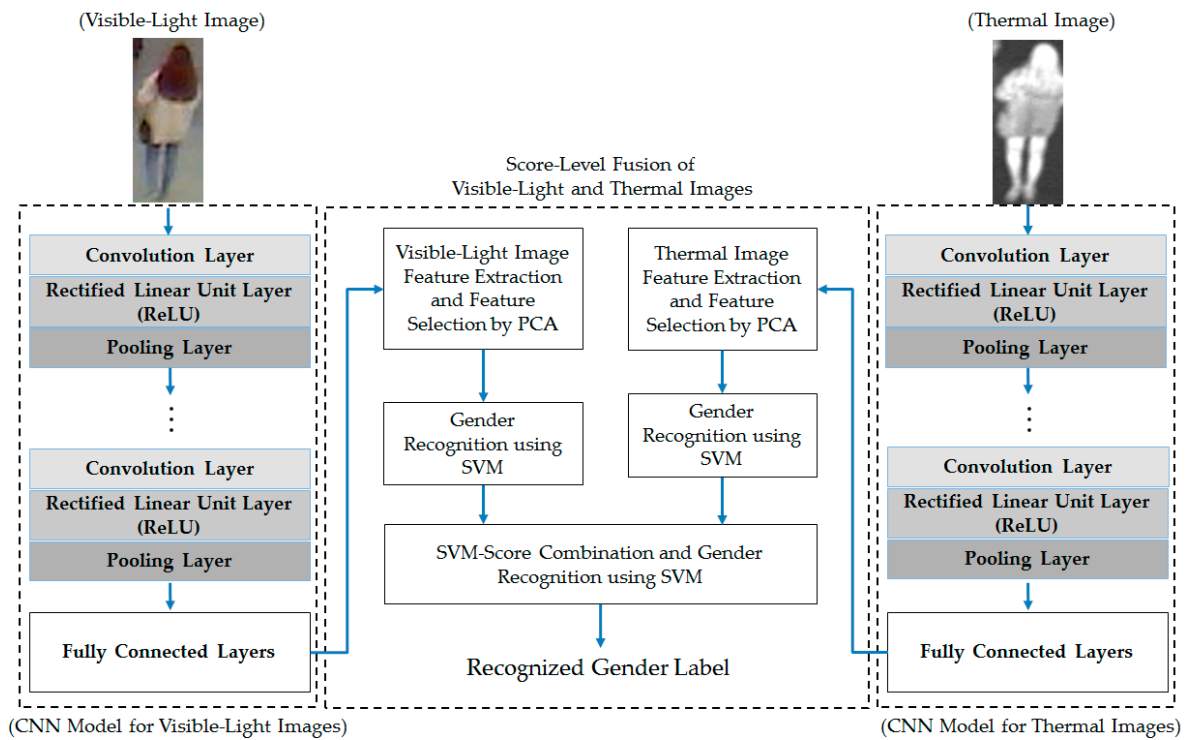 (Visible-Light Image)
Convolution Layer
Rectified Linear Unit Layer
(ReLU)
Pooling Layer
⋮
Convolution Layer
Rectified Linear Unit Layer
(ReLU)
Pooling Layer
Fully Connected Layers
(CNN Model for Visible-Light Images)
Score-Level Fusion of
Visible-Light and Thermal Images
Visible-Light Image
Feature Extraction
and Feature
Selection by PCA
Gender
Recognition using
SVM
Thermal Image
Feature Extraction
and Feature
Selection by PCA
Gender
Recognition using
SVM
SVM-Score Combination and Gender
Recognition using SVM
Recognized Gender Label
(Thermal Image)
Convolution Layer
Rectified Linear Unit Layer
(ReLU)
Pooling Layer
⋮
Convolution Layer
Rectified Linear Unit Layer
(ReLU)
Pooling Layer
Fully Connected Layers
(CNN Model for Thermal Images)